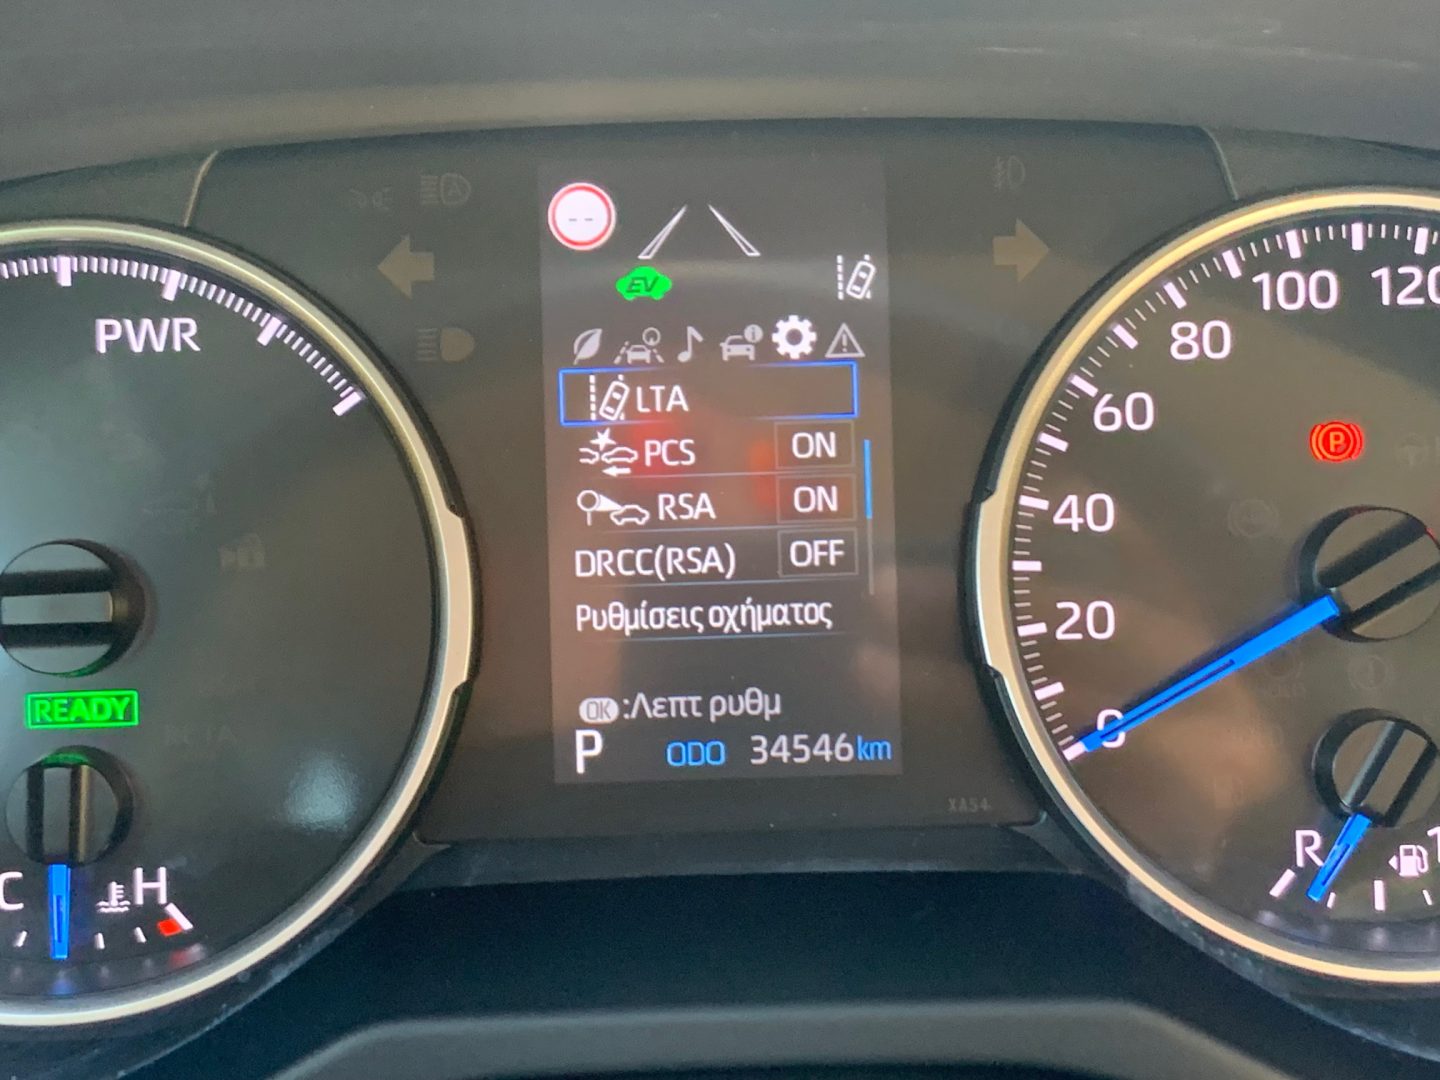 EV
PWR
100
120
80
60
40
20
0
LTA
PCS ON
RSA ON
DRCC(RSA) OFF
Ρυθμίσεις οχήματος
OK :Λεπτ ρυθμ
P ODO 34546 km
XA54
P
READY
C H
R